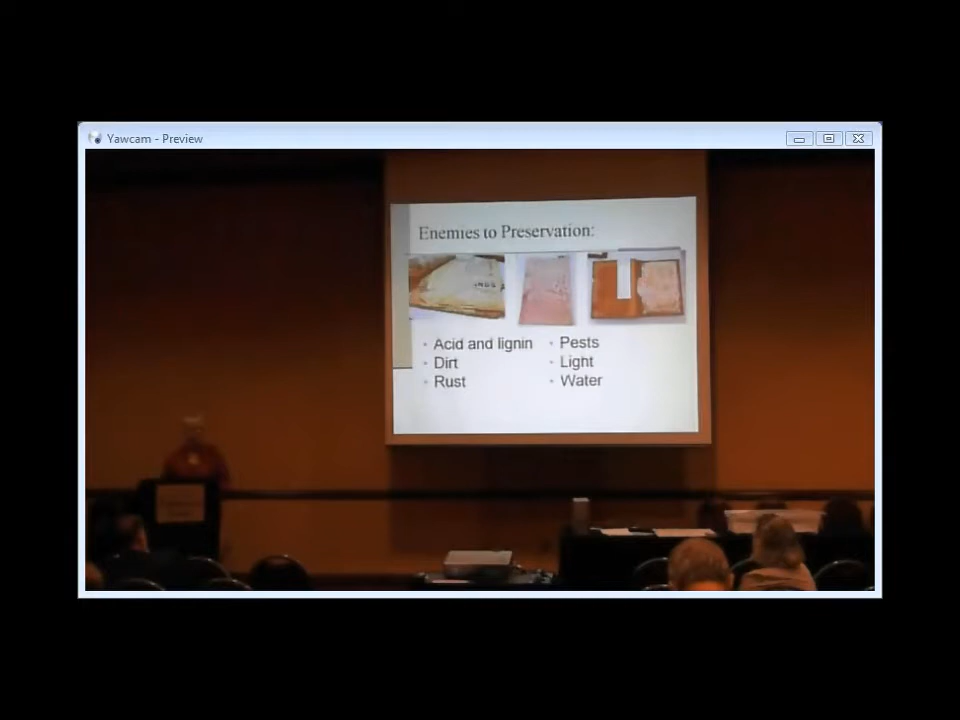 Yawcam - Preview
Enemies to Preservation:
Acid and lignin
Dirt
Rust
Pests
Light
Water